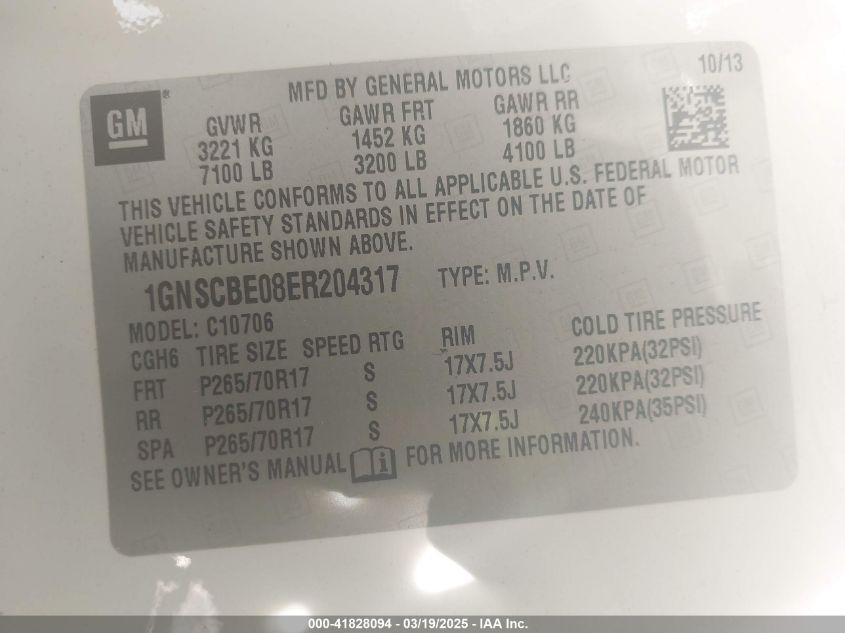 MFD BY GENERAL MOTORS LLC 10/13
GM ®
GVWR GAWR FRT GAWR RR
3221 KG 1452 KG 1860 KG
7100 LB 3200 LB 4100 LB
THIS VEHICLE CONFORMS TO ALL APPLICABLE U.S. FEDERAL MOTOR
VEHICLE SAFETY STANDARDS IN EFFECT ON THE DATE OF
MANUFACTURE SHOWN ABOVE.
1GNSCBE08ER204317 TYPE: M.P.V.
MODEL: C10706
CGH6 TIRE SIZE SPEED RTG RIM COLD TIRE PRESSURE
FRT P265/70R17 S 17X7.5J 220KPA(32PSI)
RR P265/70R17 S 17X7.5J 220KPA(32PSI)
SPA P265/70R17 S 17X7.5J 240KPA(35PSI)
SEE OWNER'S MANUAL i FOR MORE INFORMATION.
000-41828094 - 03/19/2025 - IAA Inc.